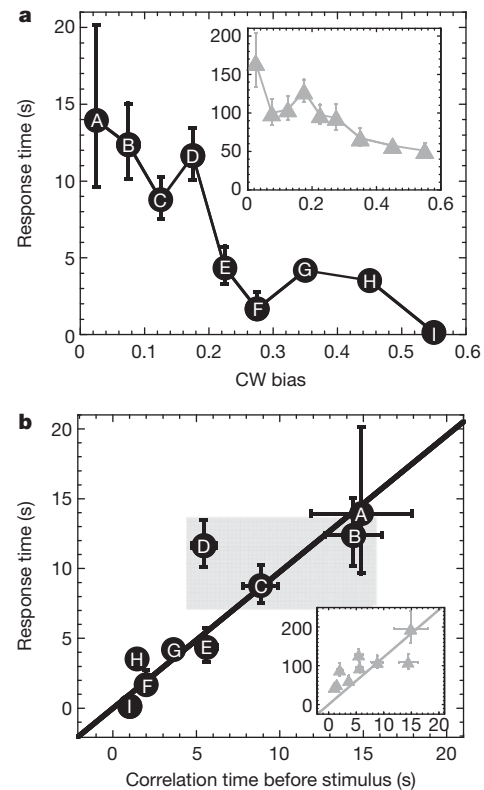 a
20
15
10
5
0
Response time (s)
A
B
C
D
E
F
G
H
I
200
150
100
50
0
0 0.2 0.4 0.6
0 0.1 0.2 0.3 0.4 0.5 0.6
CW bias
b
20
15
10
5
0
Response time (s)
A
B
D
C
H
G
E
F
I
200
100
0
0 5 10 15 20
0 5 10 15 20
Correlation time before stimulus (s)